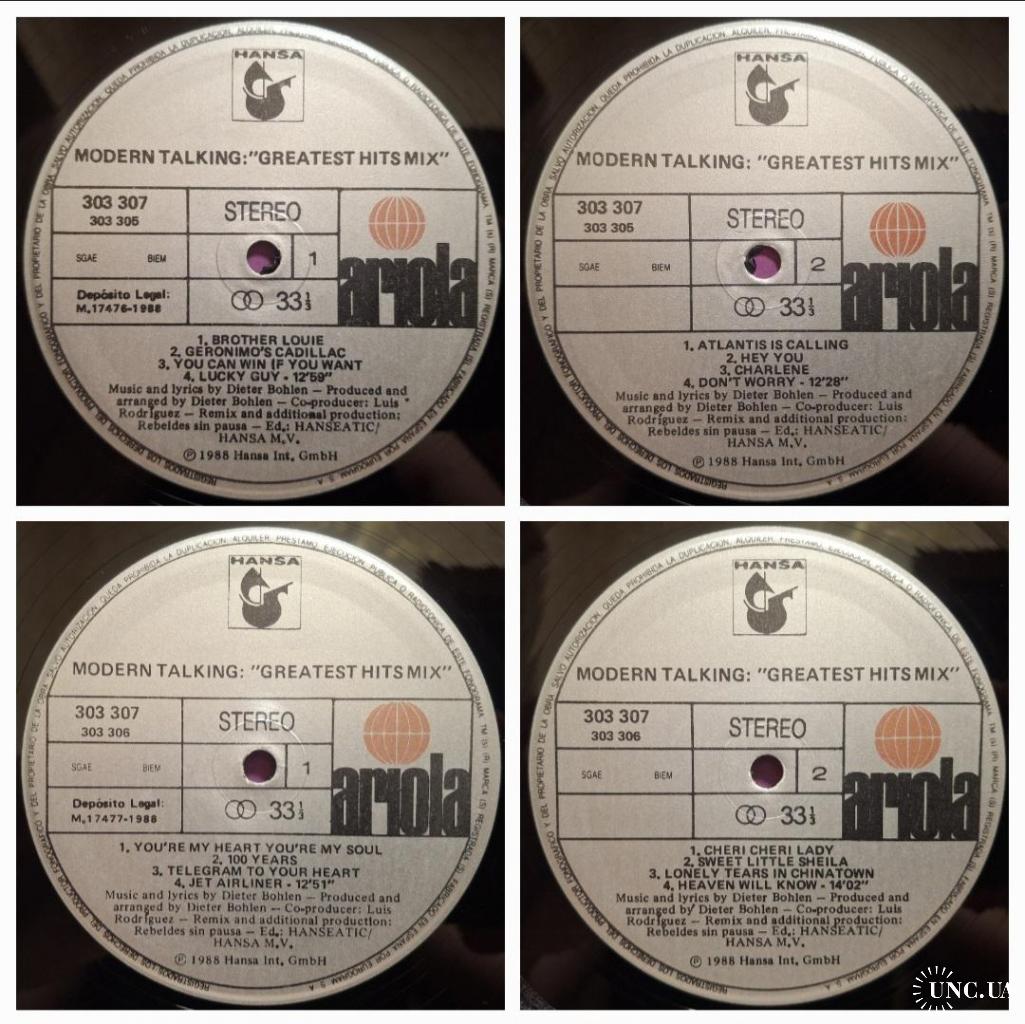 HANSA
MODERN TALKING:"GREATEST HITS MIX"
303 307
303 305
STEREO
SGAE BIEM
1
Depósito Legal:
M.17476-1988
33 1/3
ariola
1. BROTHER LOUIE
2. GERONIMO'S CADILLAC
3. YOU CAN WIN IF YOU WANT
4. LUCKY GUY - 12'59"
Music and lyrics by Dieter Bohlen — Produced and
arranged by Dieter Bohlen — Co-producer: Luis
Rodríguez — Remix and additional production:
Rebeldes sin pausa — Ed.: HANSEATIC/
HANSA M.V.
℗ 1988 Hansa Int. GmbH
HANSA
MODERN TALKING: "GREATEST HITS MIX"
303 307
303 305
STEREO
SGAE BIEM
2
33 1/3
ariola
1. ATLANTIS IS CALLING
2. HEY YOU
3. CHARLENE
4. DON'T WORRY - 12'28"
Music and lyrics by Dieter Bohlen — Produced and
arranged by Dieter Bohlen — Co-producer: Luis
Rodríguez — Remix and additional production:
Rebeldes sin pausa — Ed.: HANSEATIC/
HANSA M.V.
℗ 1988 Hansa Int. GmbH
HANSA
MODERN TALKING: "GREATEST HITS MIX"
303 307
303 306
STEREO
SGAE BIEM
1
Depósito Legal:
M.17477-1988
33 1/3
ariola
1. YOU'RE MY HEART YOU'RE MY SOUL
2. 100 YEARS
3. TELEGRAM TO YOUR HEART
4. JET AIRLINER - 12'51"
Music and lyrics by Dieter Bohlen — Produced and
arranged by Dieter Bohlen — Co-producer: Luis
Rodríguez — Remix and additional production:
Rebeldes sin pausa — Ed.: HANSEATIC/
HANSA M.V.
℗ 1988 Hansa Int. GmbH
HANSA
MODERN TALKING: "GREATEST HITS MIX"
303 307
303 306
STEREO
SGAE BIEM
2
33 1/3
ariola
1. CHERI CHERI LADY
2. SWEET LITTLE SHEILA
3. LONELY TEARS IN CHINATOWN
4. HEAVEN WILL KNOW - 14'02"
Music and lyrics by Dieter Bohlen — Produced and
arranged by Dieter Bohlen — Co-producer: Luis
Rodríguez — Remix and additional production:
Rebeldes sin pausa — Ed.: HANSEATIC/
HANSA M.V.
℗ 1988 Hansa Int. GmbH
UNC.UA